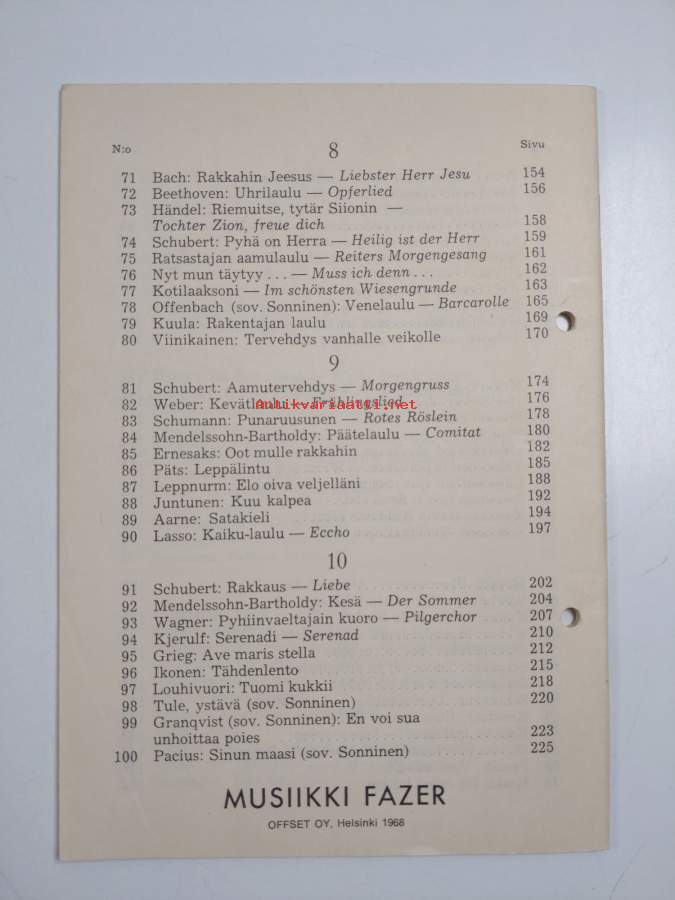 N:o 8 Sivu
71 Bach: Rakkahin Jeesus — Liebster Herr Jesu 154
72 Beethoven: Uhrilaulu — Opferlied 156
73 Händel: Riemuitse, tytär Siionin —
Tochter Zion, freue dich 158
74 Schubert: Pyhä on Herra — Heilig ist der Herr 159
75 Ratsastajan aamulaulu — Reiters Morgengesang 161
76 Nyt mun täytyy . . . — Muss ich denn . . . 162
77 Kotilaaksoni — Im schönsten Wiesengrunde 163
78 Offenbach (sov. Sonninen): Venelaulu — Barcarolle 165
79 Kuula: Rakentajan laulu 169
80 Viinikainen: Tervehdys vanhalle veikolle 170
9
81 Schubert: Aamutervehdys — Morgengruss 174
82 Weber: Kevätlaulu — Frühlingslied 176
antikvariaatti.net
83 Schumann: Punaruusunen — Rotes Röslein 178
84 Mendelssohn-Bartholdy: Päätelaulu — Comitat 180
85 Ernesaks: Oot mulle rakkahin 182
86 Päts: Leppälintu 185
87 Leppnurm: Elo oiva veljelläni 188
88 Juntunen: Kuu kalpea 192
89 Aarne: Satakieli 194
90 Lasso: Kaiku-laulu — Eccho 197
10
91 Schubert: Rakkaus — Liebe 202
92 Mendelssohn-Bartholdy: Kesä — Der Sommer 204
93 Wagner: Pyhiinvaeltajain kuoro — Pilgerchor 207
94 Kjerulf: Serenadi — Serenad 210
95 Grieg: Ave maris stella 212
96 Ikonen: Tähdenlento 215
97 Louhivuori: Tuomi kukkii 218
98 Tule, ystävä (sov. Sonninen) 220
99 Granqvist (sov. Sonninen): En voi sua
unhoittaa poies 223
100 Pacius: Sinun maasi (sov. Sonninen) 225
MUSIIKKI FAZER
OFFSET OY, Helsinki 1968